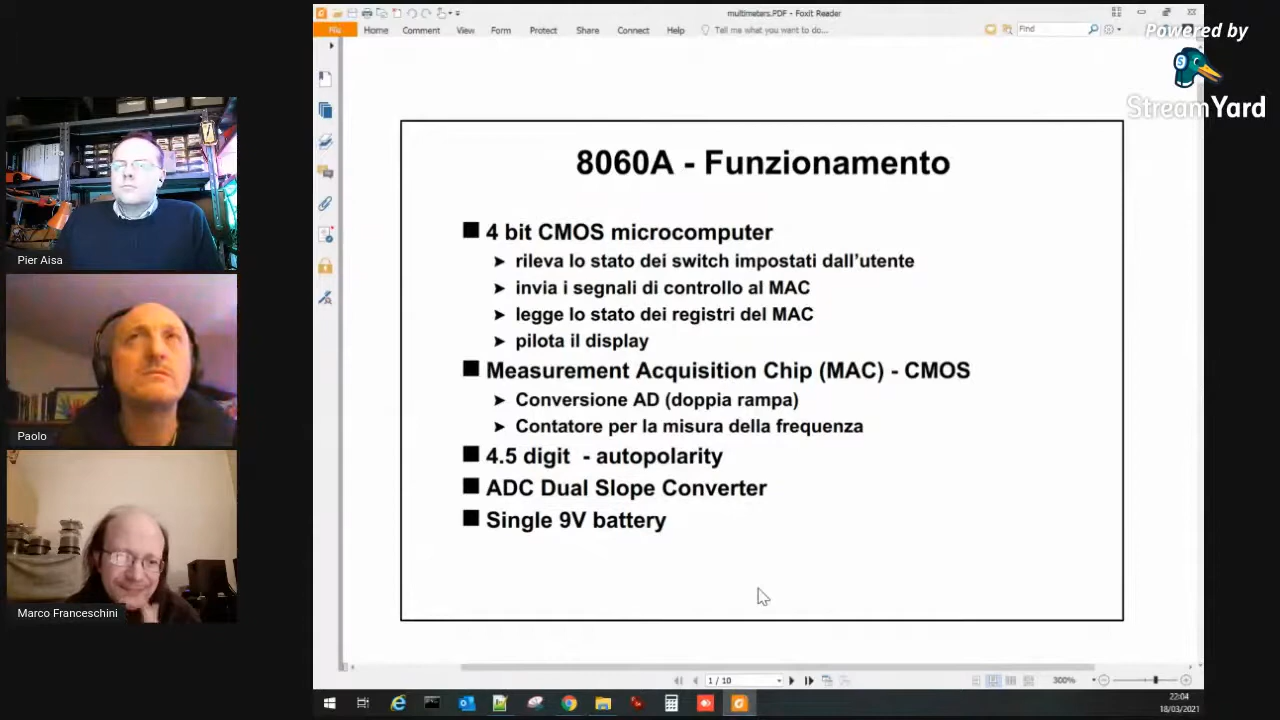 multimeters.PDF - Foxit Reader
File Home Comment View Form Protect Share Connect Help Tell me what you want to do... Find
Powered by
StreamYard
8060A - Funzionamento
4 bit CMOS microcomputer
rileva lo stato dei switch impostati dall'utente
invia i segnali di controllo al MAC
legge lo stato dei registri del MAC
pilota il display
Measurement Acquisition Chip (MAC) - CMOS
Conversione AD (doppia rampa)
Contatore per la misura della frequenza
4.5 digit - autopolarity
ADC Dual Slope Converter
Single 9V battery
Pier Aisa
Paolo
Marco Franceschini
1 / 10
300%
22:04
18/03/2021